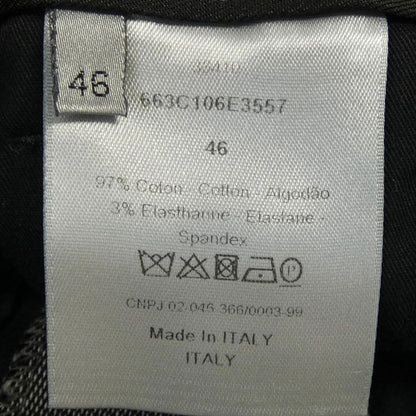 46
33410
663C106E3557
46
97% Coton - Cotton - Algodão
3% Elasthanne - Elastane -
Spandex
P
CNPJ 02.046.366/0003-99
Made In ITALY
ITALY